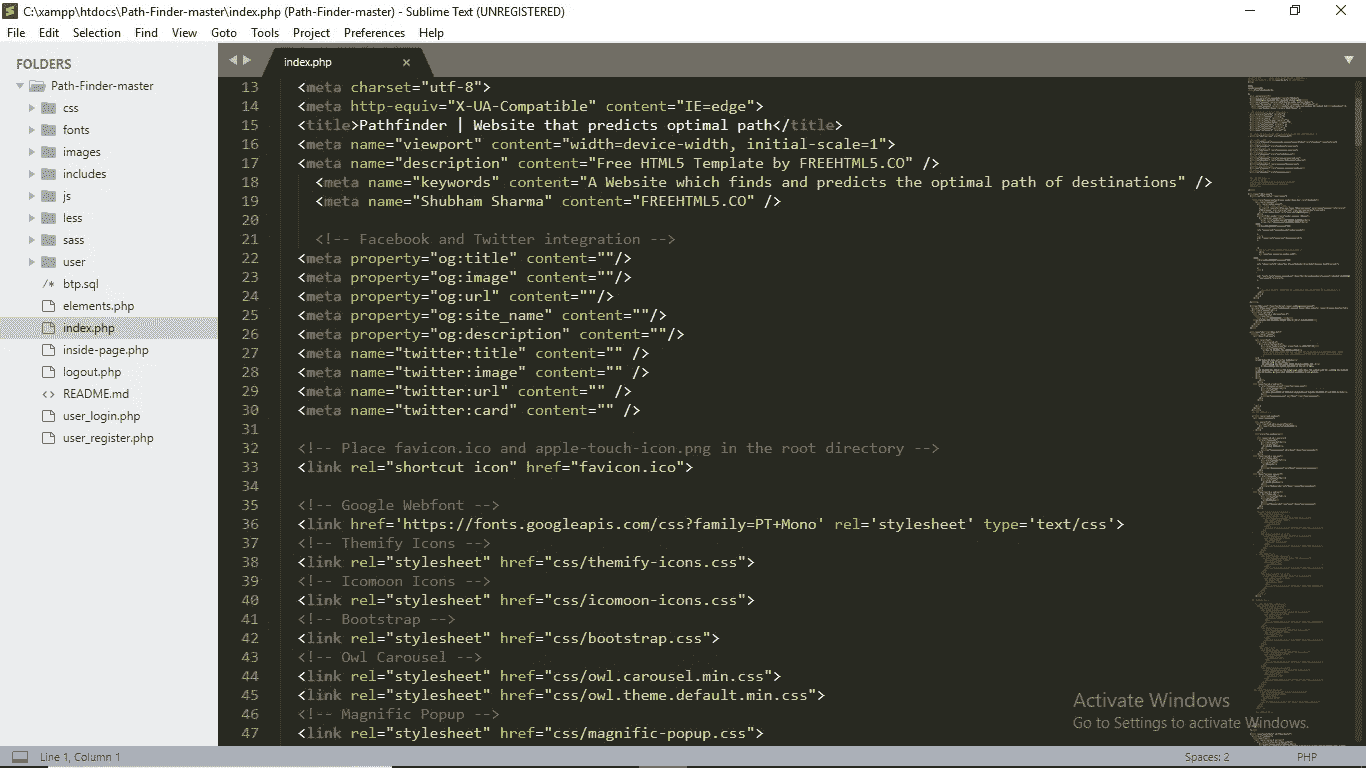 C:\xampp\htdocs\Path-Finder-master\index.php (Path-Finder-master) - Sublime Text (UNREGISTERED)
File Edit Selection Find View Goto Tools Project Preferences Help
FOLDERS
Path-Finder-master
css
fonts
images
includes
js
less
sass
user
/* btp.sql
elements.php
index.php
inside-page.php
logout.php
<> README.md
user_login.php
user_register.php
index.php ×
13 <meta charset="utf-8">
14 <meta http-equiv="X-UA-Compatible" content="IE=edge">
15 <title>Pathfinder | Website that predicts optimal path</title>
16 <meta name="viewport" content="width=device-width, initial-scale=1">
17 <meta name="description" content="Free HTML5 Template by FREEHTML5.CO" />
18 <meta name="keywords" content="A Website which finds and predicts the optimal path of destinations" />
19 <meta name="Shubham Sharma" content="FREEHTML5.CO" />
20
21 <!-- Facebook and Twitter integration -->
22 <meta property="og:title" content=""/>
23 <meta property="og:image" content=""/>
24 <meta property="og:url" content=""/>
25 <meta property="og:site_name" content=""/>
26 <meta property="og:description" content=""/>
27 <meta name="twitter:title" content="" />
28 <meta name="twitter:image" content="" />
29 <meta name="twitter:url" content="" />
30 <meta name="twitter:card" content="" />
31
32 <!-- Place favicon.ico and apple-touch-icon.png in the root directory -->
33 <link rel="shortcut icon" href="favicon.ico">
34
35 <!-- Google Webfont -->
36 <link href='https://fonts.googleapis.com/css?family=PT+Mono' rel='stylesheet' type='text/css'>
37 <!-- Themify Icons -->
38 <link rel="stylesheet" href="css/themify-icons.css">
39 <!-- Icomoon Icons -->
40 <link rel="stylesheet" href="css/icomoon-icons.css">
41 <!-- Bootstrap -->
42 <link rel="stylesheet" href="css/bootstrap.css">
43 <!-- Owl Carousel -->
44 <link rel="stylesheet" href="css/owl.carousel.min.css">
45 <link rel="stylesheet" href="css/owl.theme.default.min.css">
46 <!-- Magnific Popup -->
47 <link rel="stylesheet" href="css/magnific-popup.css">
Activate Windows
Go to Settings to activate Windows.
Line 1, Column 1
Spaces: 2
PHP